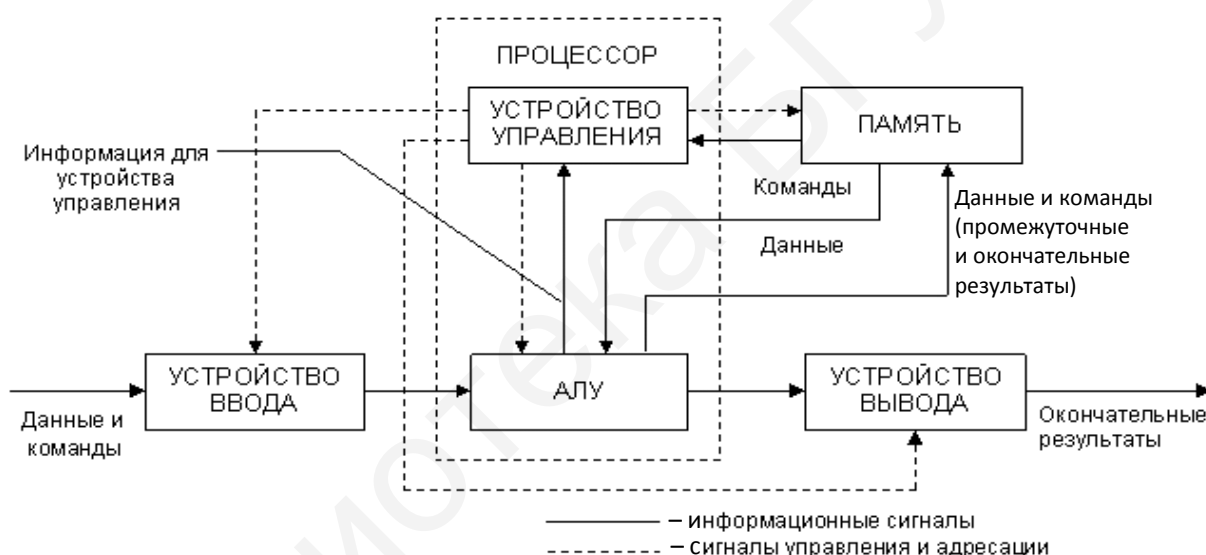 ПРОЦЕССОР
УСТРОЙСТВО
УПРАВЛЕНИЯ
ПАМЯТЬ
Информация для
устройства
управления
Команды
Данные
Данные и команды
(промежуточные
и окончательные
результаты)
УСТРОЙСТВО
ВВОДА
АЛУ
УСТРОЙСТВО
ВЫВОДА
Данные и
команды
Окончательные
результаты
– информационные сигналы
– сигналы управления и адресации